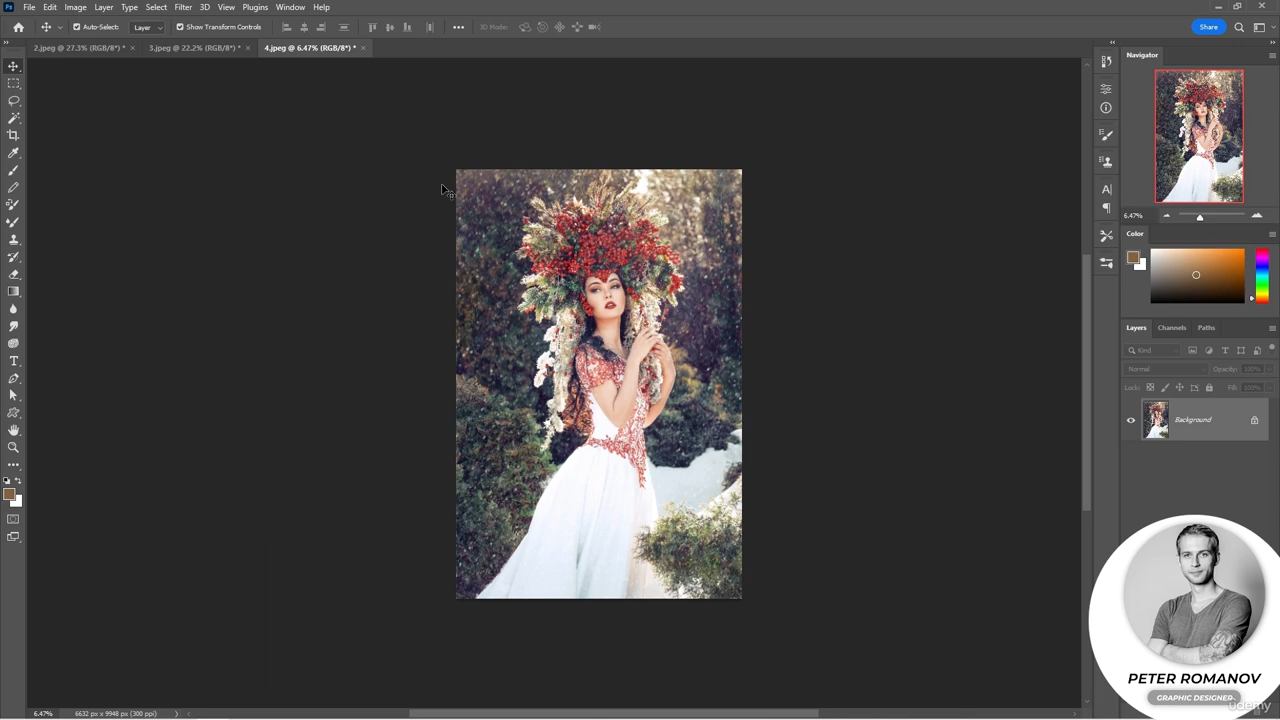 Ps File Edit Image Layer Type Select Filter 3D View Plugins Window Help
Auto-Select: Layer Show Transform Controls 3D Mode: Share
2.jpeg @ 27.3% (RGB/8*) * 3.jpeg @ 22.2% (RGB/8*) * 4.jpeg @ 6.47% (RGB/8*) *
Navigator
6.47%
Color
Layers Channels Paths
Kind
Normal Opacity: 100%
Lock: Fill: 100%
Background
PETER ROMANOV
GRAPHIC DESIGNER
udemy
6.47% 6632 px x 9948 px (300 ppi)